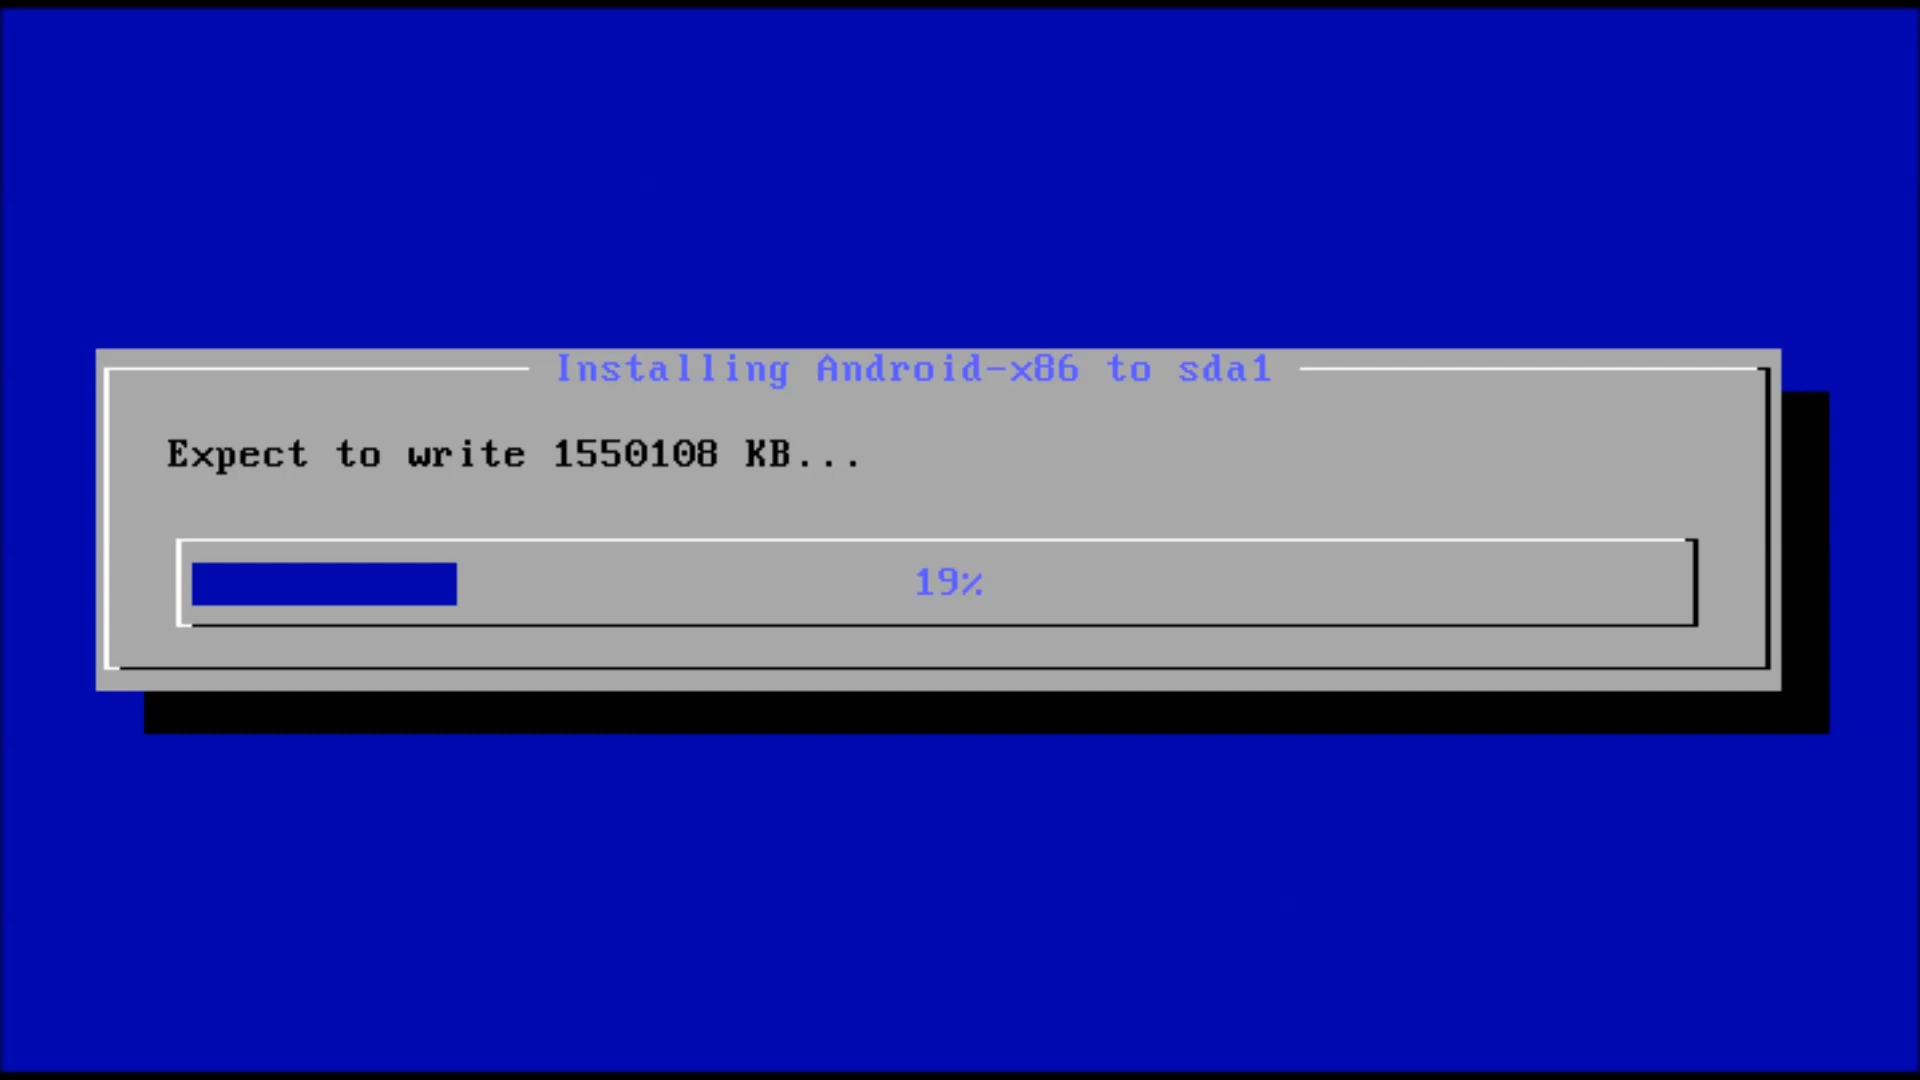 Installing Android-x86 to sda1
Expect to write 1550108 KB...
19%